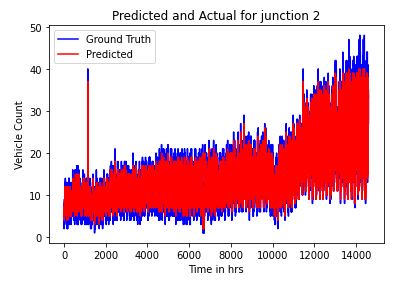 Predicted and Actual for junction 2
Ground Truth
Predicted
Vehicle Count
50
40
30
20
10
0
0 2000 4000 6000 8000 10000 12000 14000
Time in hrs